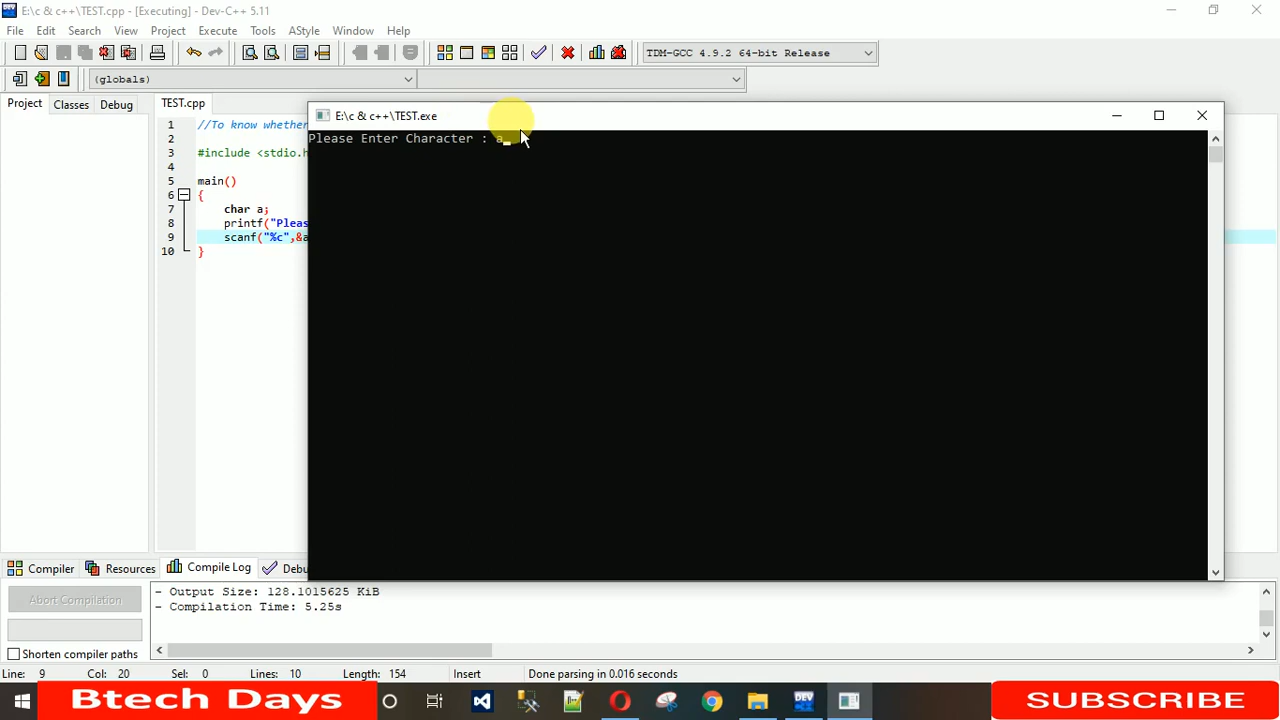 E:\c & c++\TEST.cpp - [Executing] - Dev-C++ 5.11
File Edit Search View Project Execute Tools AStyle Window Help
TDM-GCC 4.9.2 64-bit Release
(globals)
Project Classes Debug
TEST.cpp
1 //To know whether
2
3 #include <stdio.h
4
5 main()
6 {
7 char a;
8 printf("Pleas
9 scanf("%c",&a
10 }
E:\c & c++\TEST.exe
Please Enter Character : a_
Compiler Resources Compile Log Debu
Abort Compilation
Shorten compiler paths
- Output Size: 128.1015625 KiB
- Compilation Time: 5.25s
Line: 9 Col: 20 Sel: 0 Lines: 10 Length: 154 Insert Done parsing in 0.016 seconds
Btech Days
DEV
SUBSCRIBE